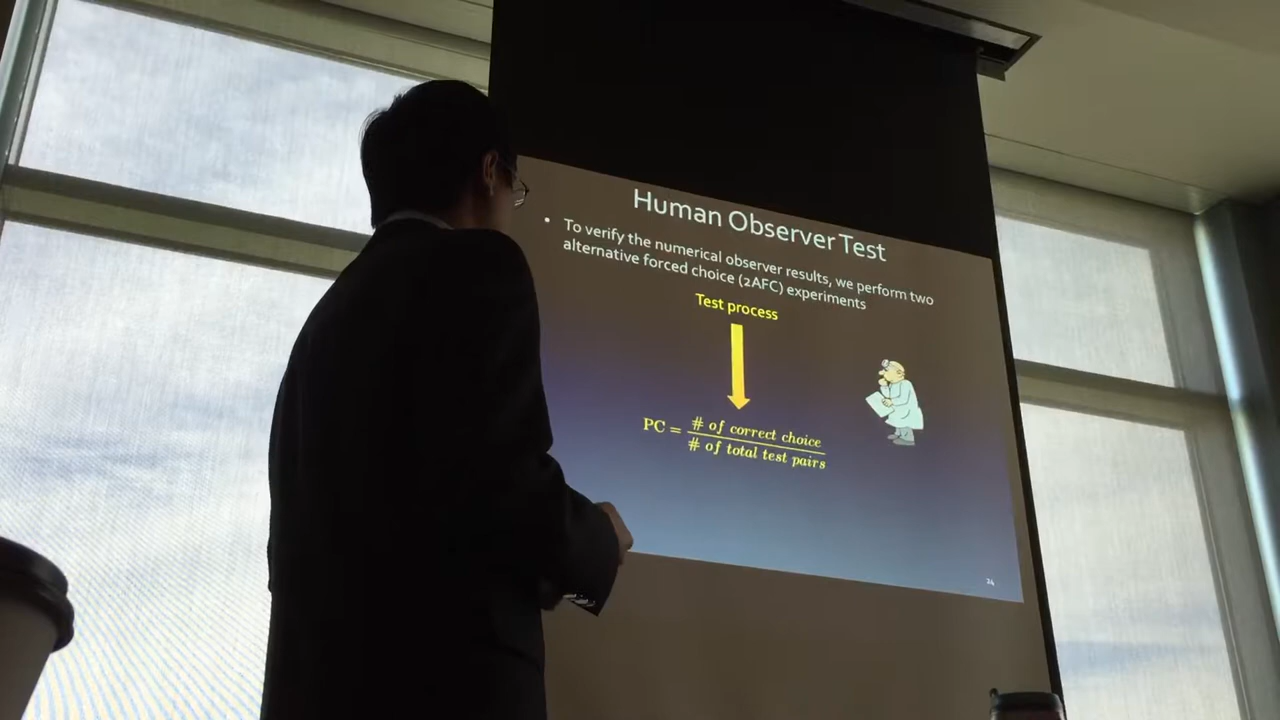 Human Observer Test
• To verify the numerical observer results, we perform two
alternative forced choice (2AFC) experiments
Test process
PC = # of correct choice
# of total test pairs